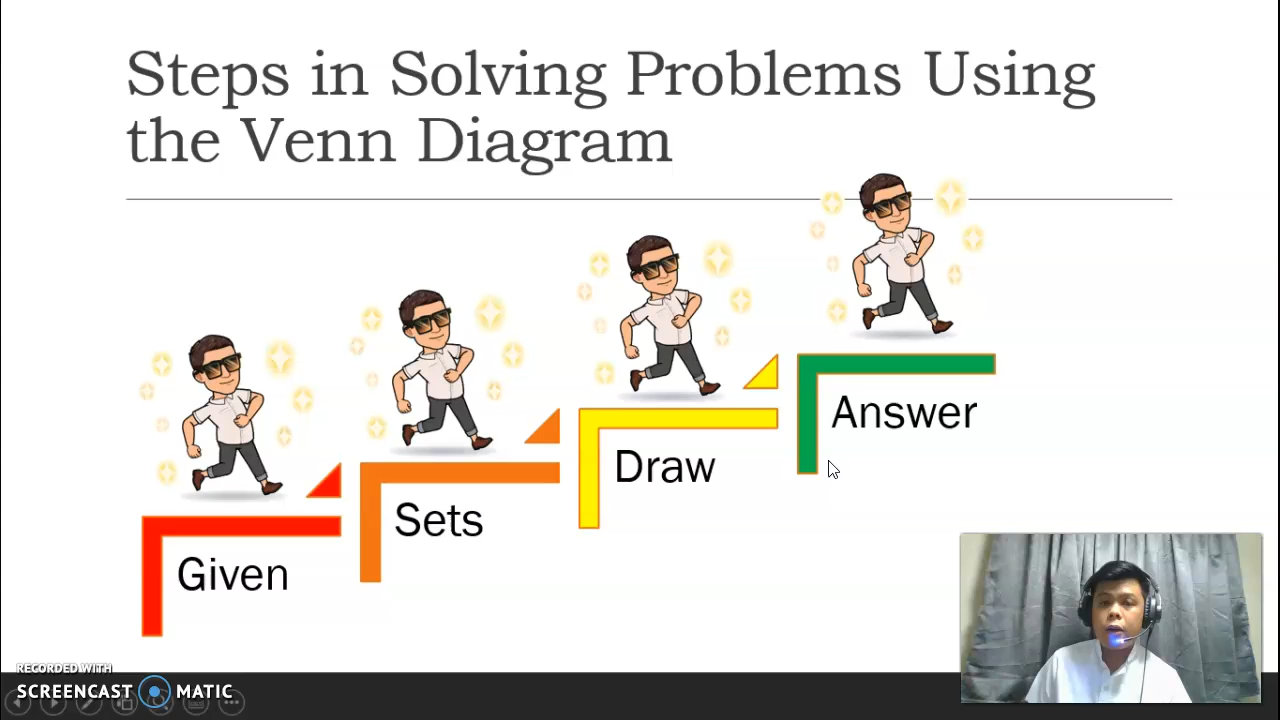 Steps in Solving Problems Using
the Venn Diagram
Answer
Draw
Sets
Given
RECORDED WITH
SCREENCAST MATIC